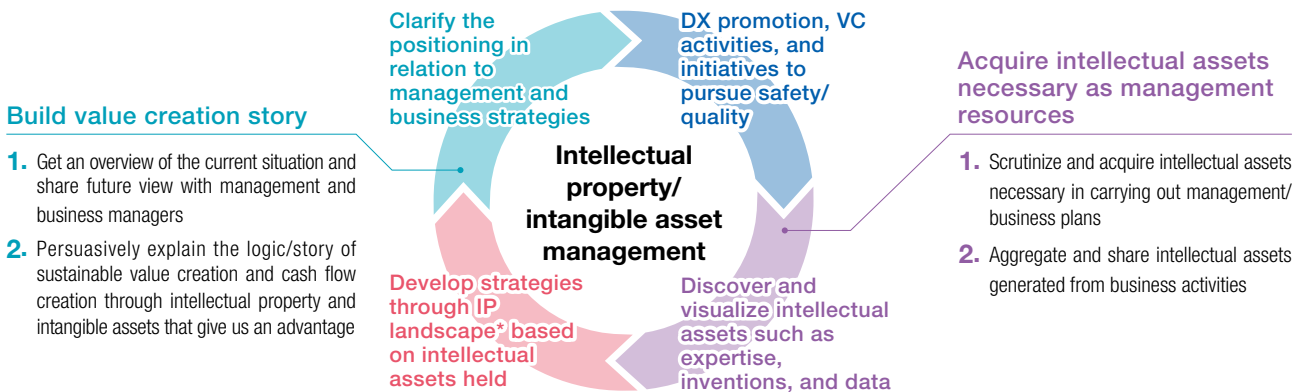 Clarify the
positioning in
relation to
management and
business strategies
DX promotion, VC
activities, and
initiatives to
pursue safety/
quality
Build value creation story
1. Get an overview of the current situation and
share future view with management and
business managers
2. Persuasively explain the logic/story of
sustainable value creation and cash flow
creation through intellectual property and
intangible assets that give us an advantage
Intellectual
property/
intangible asset
management
Acquire intellectual assets
necessary as management
resources
1. Scrutinize and acquire intellectual assets
necessary in carrying out management/
business plans
2. Aggregate and share intellectual assets
generated from business activities
Develop strategies
through IP
landscape* based
on intellectual
assets held
Discover and
visualize intellectual
assets such as
expertise,
inventions, and data